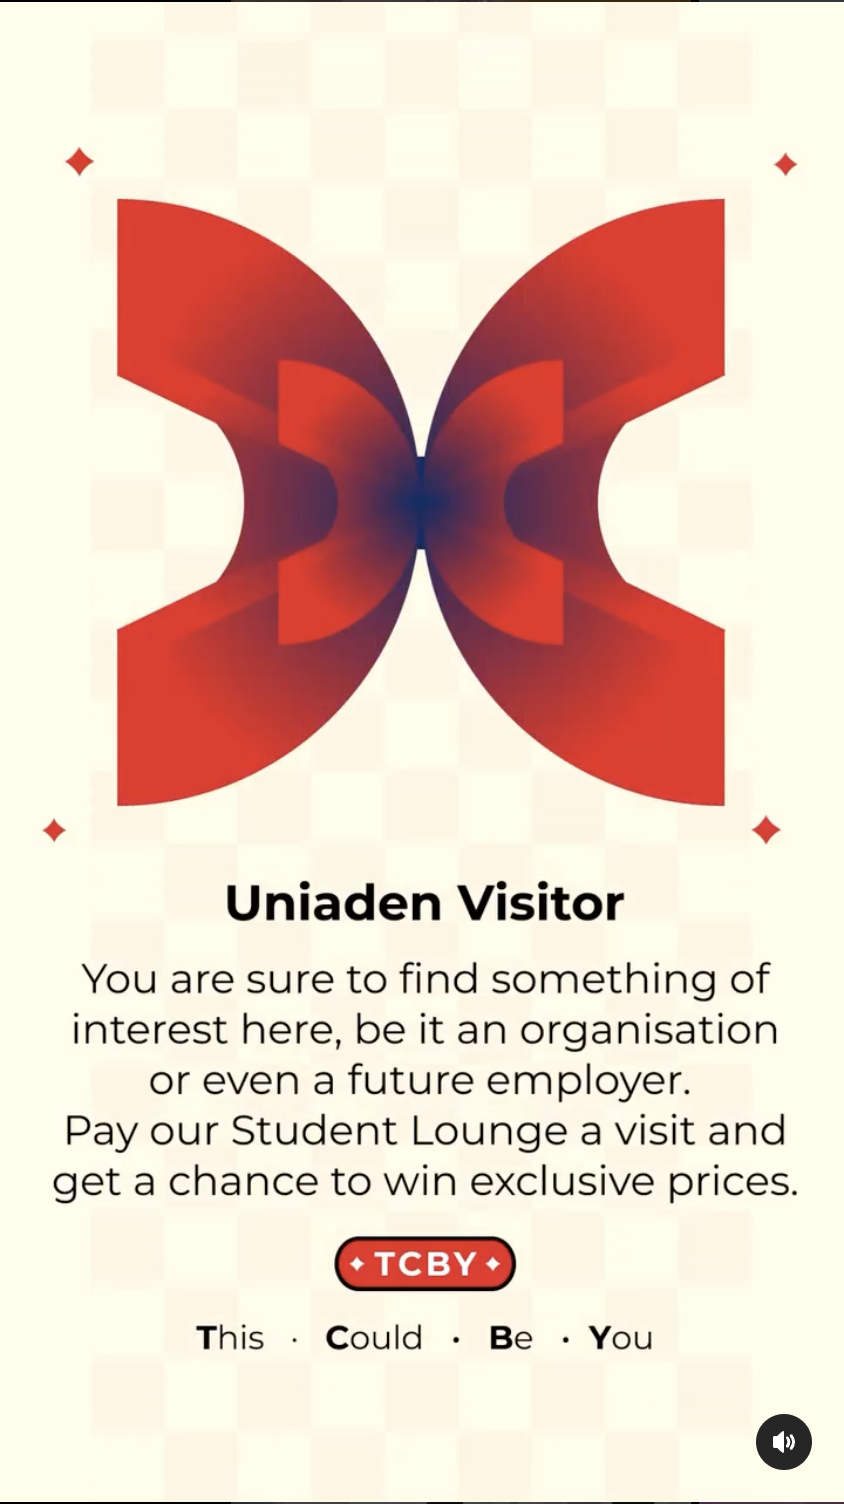 Uniaden Visitor
You are sure to find something of
interest here, be it an organisation
or even a future employer.
Pay our Student Lounge a visit and
get a chance to win exclusive prices.
TCBY
This · Could · Be · You